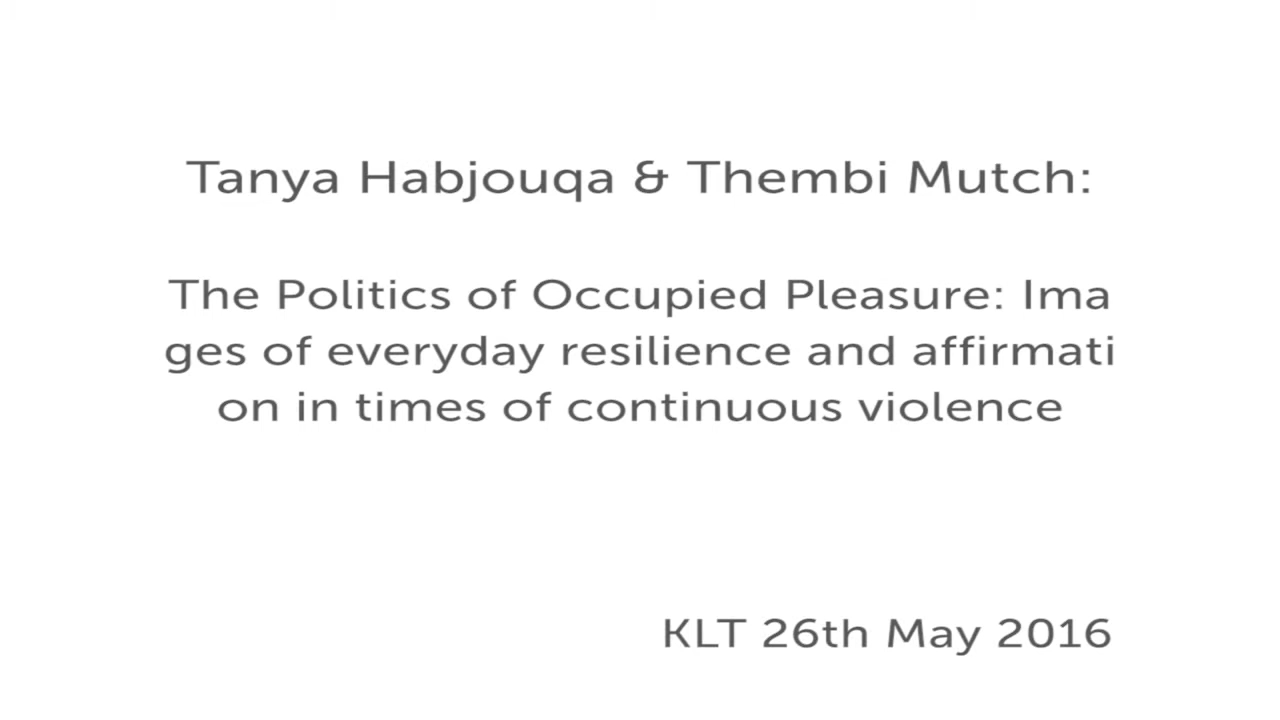 Tanya Habjouqa & Thembi Mutch:
The Politics of Occupied Pleasure: Ima
ges of everyday resilience and affirmati
on in times of continuous violence
KLT 26th May 2016